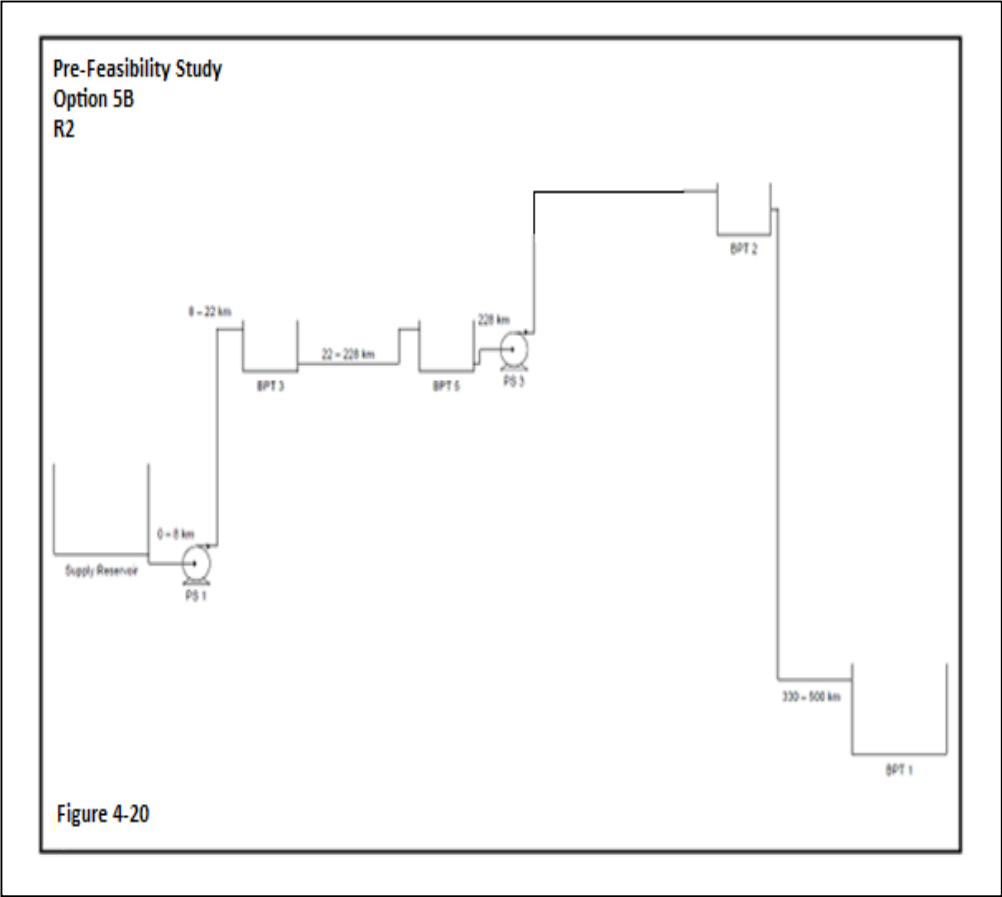 Pre-Feasibility Study
Option 5B
R2
BPT 2
8 – 22 km
228 km
22 – 228 km
BPT 3
BPT 5
PS 3
0 – 8 km
Supply Reservoir
PS 1
330 – 500 km
BPT 1
Figure 4-20